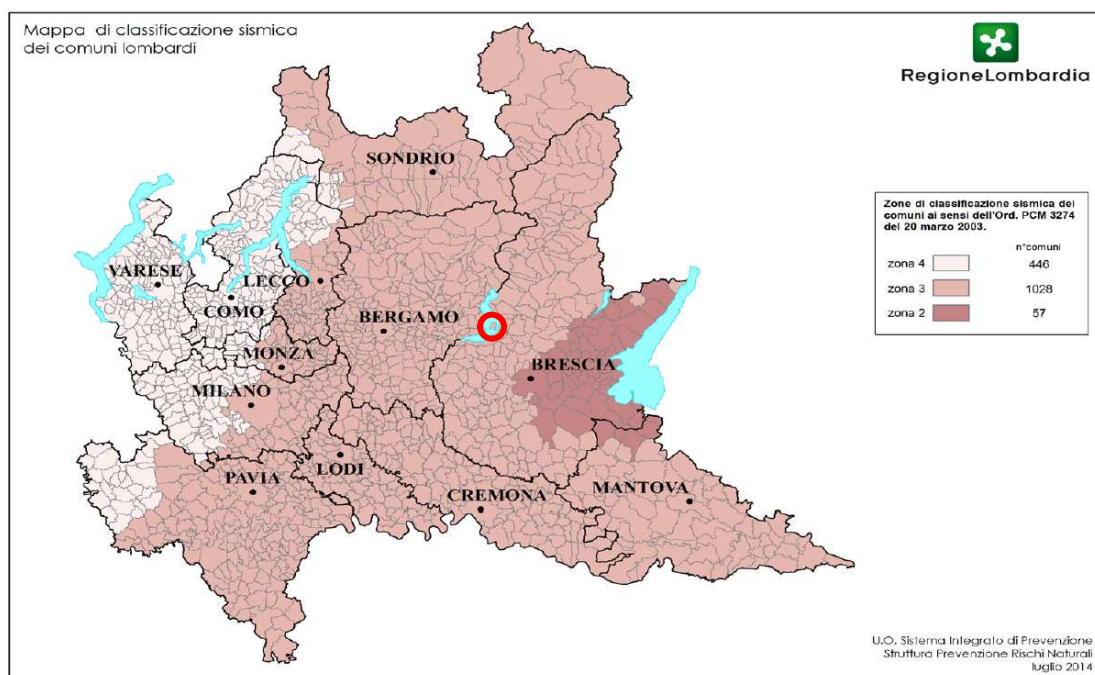 Mappa di classificazione sismica
dei comuni lombardi
RegioneLombardia
SONDRIO
VARESE
LECCO
COMO
BERGAMO
MONZA
BRESCIA
MILANO
LODI
PAVIA
CREMONA
MANTOVA
Zone di classificazione sismica dei
comuni ai sensi dell'Ord. PCM 3274
del 20 marzo 2003.
n°comuni
zona 4 446
zona 3 1028
zona 2 57
U.O. Sistema Integrato di Prevenzione
Struttura Prevenzione Rischi Naturali
luglio 2014